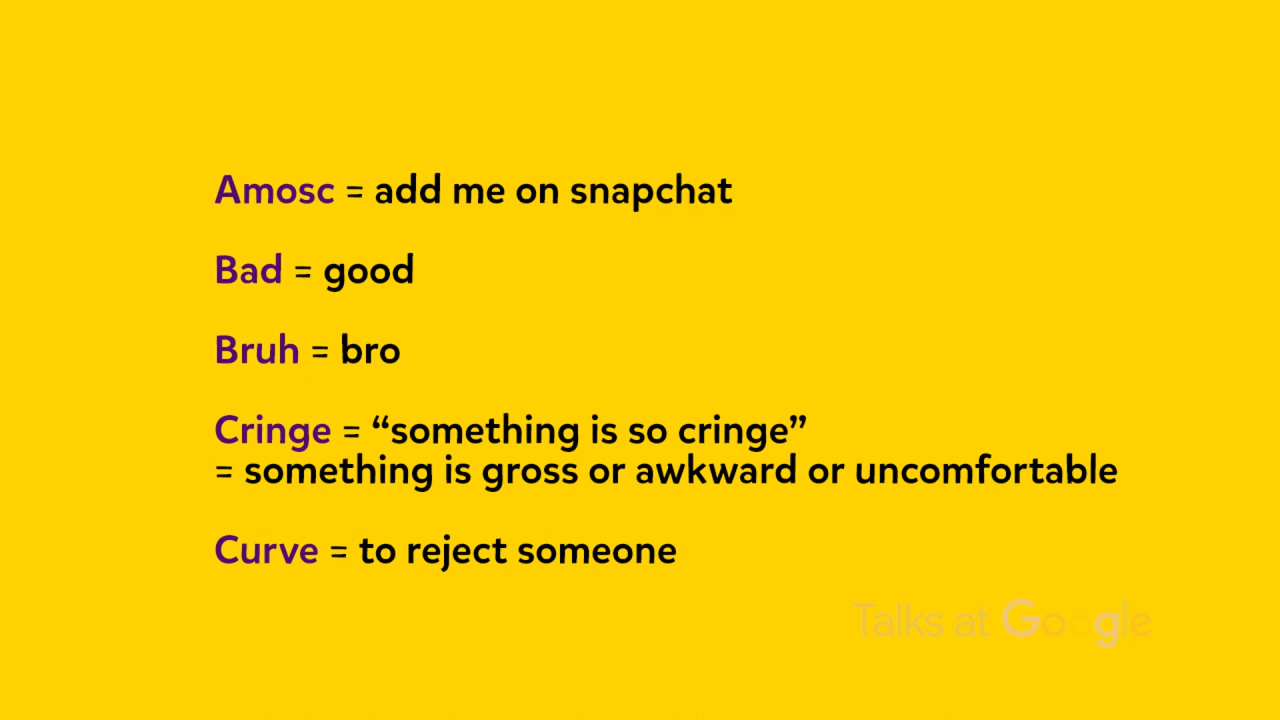 Amosc = add me on snapchat
Bad = good
Bruh = bro
Cringe = “something is so cringe”
= something is gross or awkward or uncomfortable
Curve = to reject someone
Talks at Google